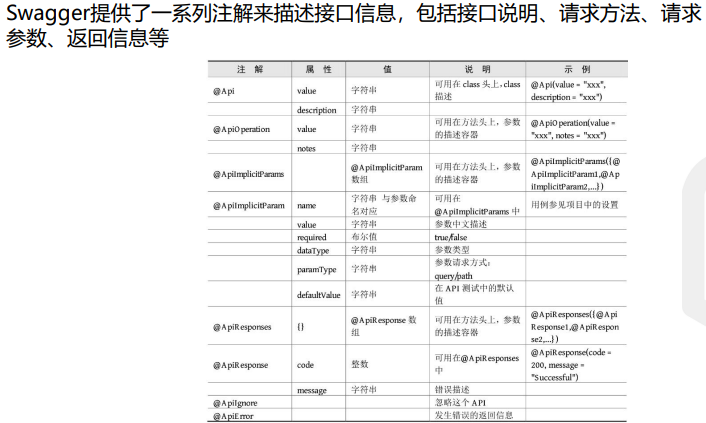 Swagger提供了一系列注解来描述接口信息，包括接口说明、请求方法、请求
参数、返回信息等
注 解 属 性 值 说 明 示 例
@Api value 字符串 可用在 class 头上,class 描述 @Api(value = "xxx", description = "xxx")
description 字符串
@ApiOperation value 字符串 可用在方法头上，参数的描述容器 @ApiOperation(value = "xxx", notes = "xxx")
notes 字符串
@ApiImplicitParams @ApiImplicitParam 数组 可用在方法头上，参数的描述容器 @ApiImplicitParams({@ApiImplicitParam1,@ApiImplicitParam2,...})
@ApiImplicitParam name 字符串 与参数命名对应 可用在 @ApiImplicitParams 中 用例参见项目中的设置
value 字符串 参数中文描述
required 布尔值 true/false
dataType 字符串 参数类型
paramType 字符串 参数请求方式：query/path
defaultValue 字符串 在 API 测试中的默认值
@ApiResponses {} @ApiResponse 数组 可用在方法头上，参数的描述容器 @ApiResponses({@ApiResponse1,@ApiResponse2,...})
@ApiResponse code 整数 可用在@ApiResponses 中 @ApiResponse(code = 200, message = "Successful")
message 字符串 错误描述
@ApiIgnore 忽略这个 API
@ApiError 发生错误的返回信息